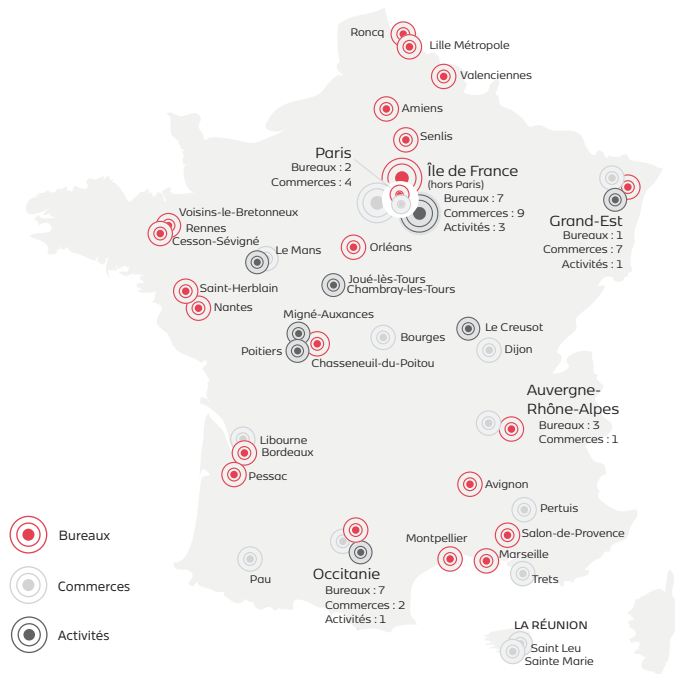 Roncq
Lille Métropole
Valenciennes
Amiens
Senlis
Paris
Bureaux : 2
Commerces : 4
Île de France
(hors Paris)
Bureaux : 7
Commerces : 9
Activités : 3
Grand-Est
Bureaux : 1
Commerces : 7
Activités : 1
Voisins-le-Bretonneux
Rennes
Cesson-Sévigné
Le Mans
Orléans
Joué-lès-Tours
Chambray-les-Tours
Saint-Herblain
Nantes
Migné-Auxances
Poitiers
Chasseneuil-du-Poitou
Bourges
Le Creusot
Dijon
Auvergne-
Rhône-Alpes
Bureaux : 3
Commerces : 1
Libourne
Bordeaux
Pessac
Avignon
Pertuis
Salon-de-Provence
Montpellier
Marseille
Trets
Pau
Occitanie
Bureaux : 7
Commerces : 2
Activités : 1
Bureaux
Commerces
Activités
LA RÉUNION
Saint Leu
Sainte Marie